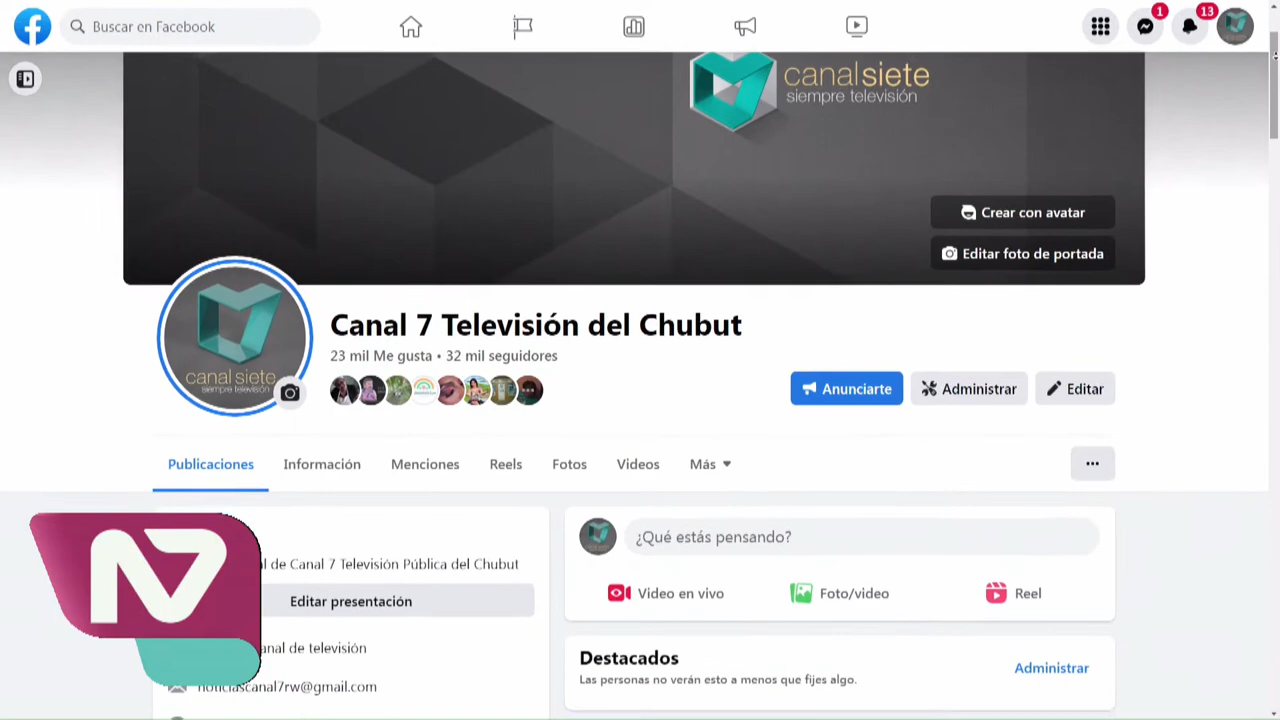 Buscar en Facebook
1
13
canalsiete
siempre televisión
Crear con avatar
Editar foto de portada
canal siete
siempre televisión
Canal 7 Televisión del Chubut
23 mil Me gusta • 32 mil seguidores
Anunciarte
Administrar
Editar
Publicaciones
Información
Menciones
Reels
Fotos
Videos
Más
N7
de Canal 7 Televisión Pública del Chubut
Editar presentación
de televisión
noticiascanal7rw@gmail.com
¿Qué estás pensando?
Video en vivo
Foto/video
Reel
Destacados
Administrar
Las personas no verán esto a menos que fijes algo.